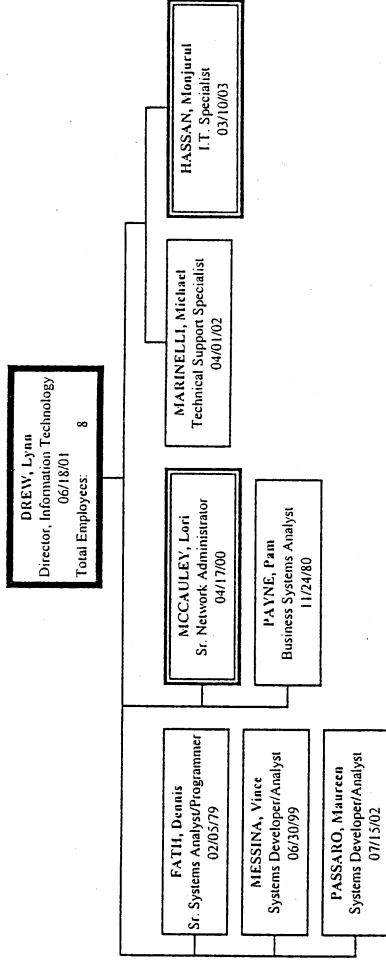 DREW, Lynn
Director, Information Technology
06/18/01
Total Employees: 8
FATH, Dennis
Sr. Systems Analyst/Programmer
02/05/79
MESSINA, Vince
Systems Developer/Analyst
06/30/99
PASSARO, Maureen
Systems Developer/Analyst
07/15/02
MCCAULEY, Lori
Sr. Network Administrator
04/17/00
PAYNE, Pam
Business Systems Analyst
11/24/80
MARINELLI, Michael
Technical Support Specialist
04/01/02
HASSAN, Monjurul
I.T. Specialist
03/10/03